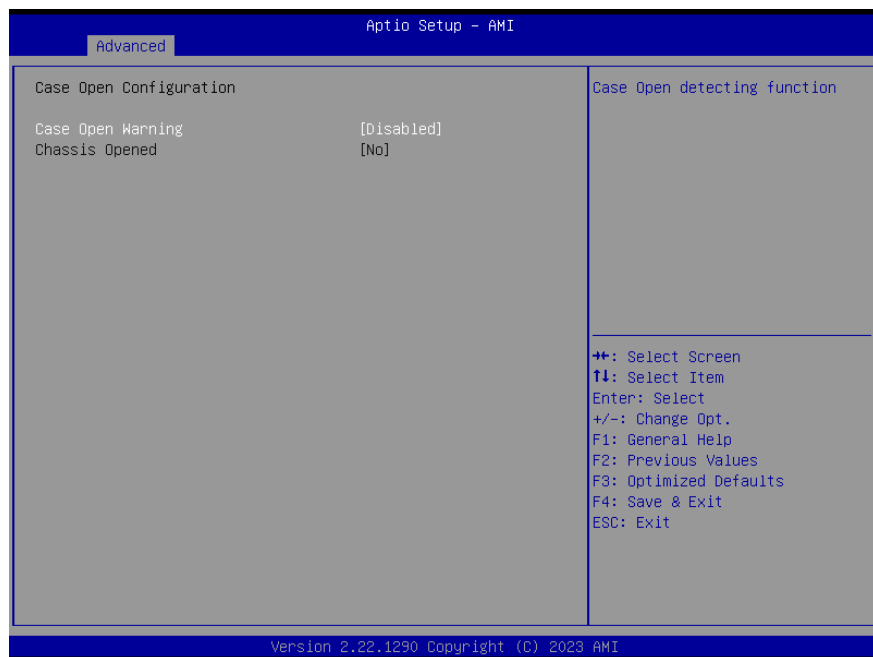 Aptio Setup – AMI
Advanced
Case Open Configuration
Case Open Warning [Disabled]
Chassis Opened [No]
Case Open detecting function
→←: Select Screen
↑↓: Select Item
Enter: Select
+/-: Change Opt.
F1: General Help
F2: Previous Values
F3: Optimized Defaults
F4: Save & Exit
ESC: Exit
Version 2.22.1290 Copyright (C) 2023 AMI